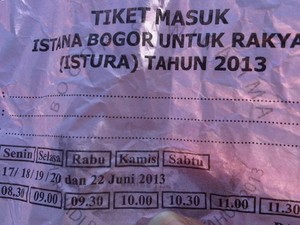 TIKET MASUK
ISTANA BOGOR UNTUK RAKYA
(ISTURA) TAHUN 2013
Senin Selasa Rabu Kamis Sabtu
17/ 18/ 19/ 20 dan 22 Juni 2013
08.30 09.00 09.30 10.00 10.30 11.00 11.30